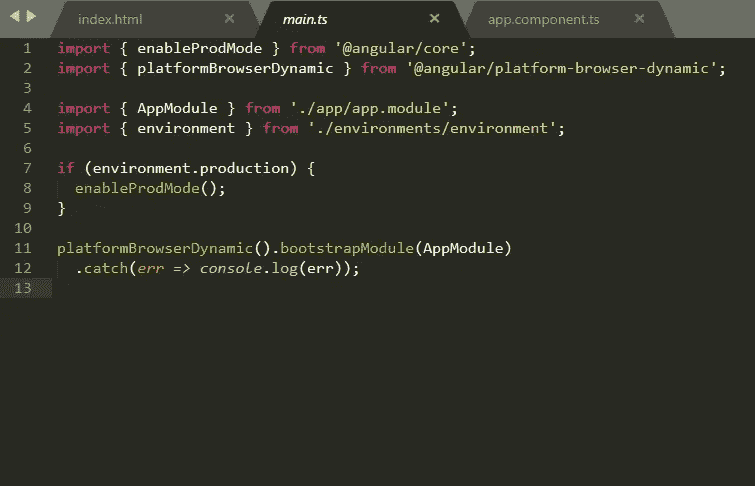 index.html main.ts app.component.ts
1 import { enableProdMode } from '@angular/core';
2 import { platformBrowserDynamic } from '@angular/platform-browser-dynamic';
3
4 import { AppModule } from './app/app.module';
5 import { environment } from './environments/environment';
6
7 if (environment.production) {
8   enableProdMode();
9 }
10
11 platformBrowserDynamic().bootstrapModule(AppModule)
12   .catch(err => console.log(err));
13